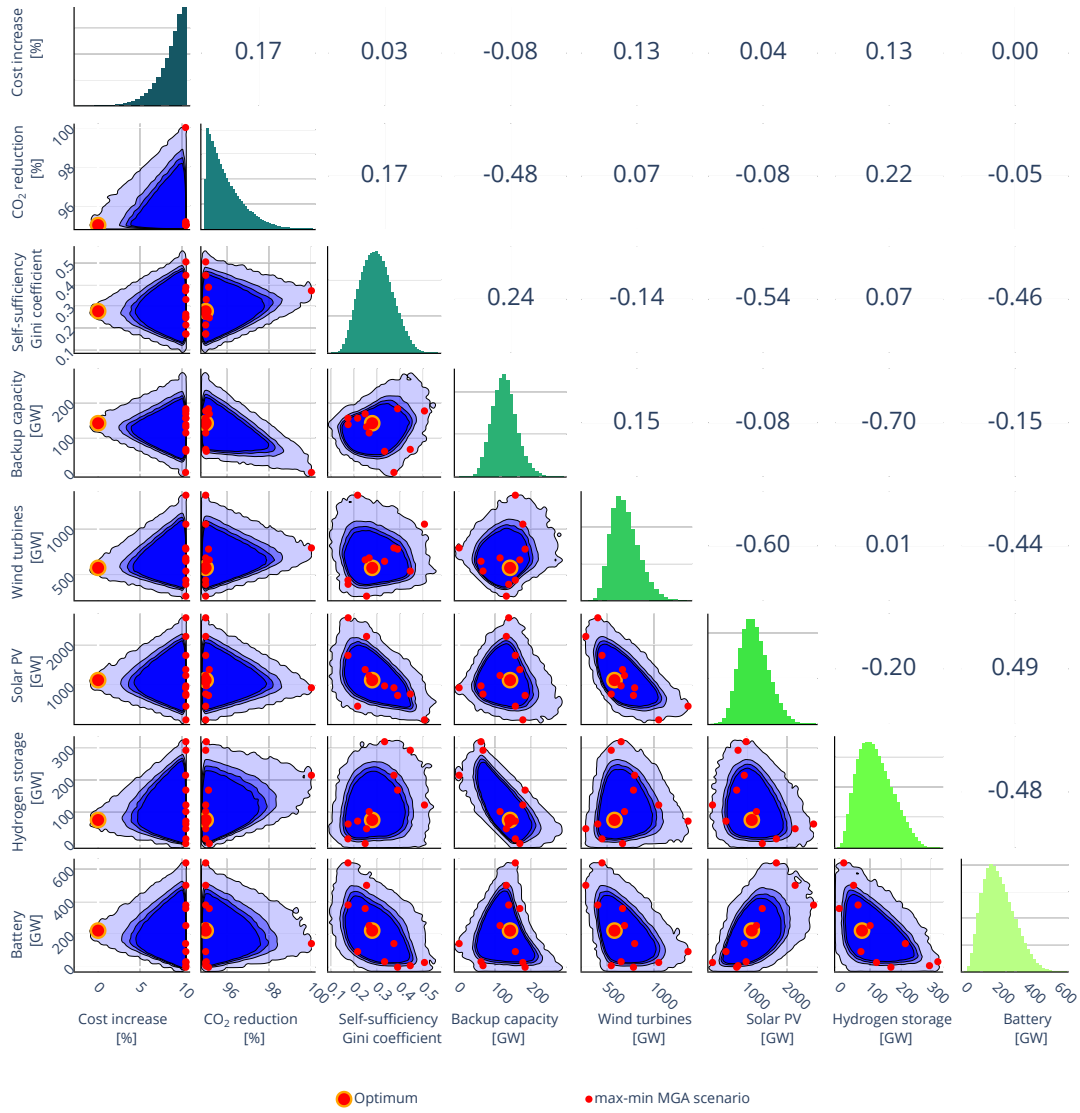 Cost increase
[%]
0.17
0.03
-0.08
0.13
0.04
0.13
0.00
CO₂ reduction
[%]
100
98
96
0.17
-0.48
0.07
-0.08
0.22
-0.05
Self-sufficiency
Gini coefficient
0.5
0.4
0.3
0.2
0.1
0.24
-0.14
-0.54
0.07
-0.46
Backup capacity
[GW]
200
100
0
0.15
-0.08
-0.70
-0.15
Wind turbines
[GW]
1000
500
-0.60
0.01
-0.44
Solar PV
[GW]
2000
1000
-0.20
0.49
Hydrogen storage
[GW]
300
200
100
0
-0.48
Battery
[GW]
600
400
200
0
0 5 10
96 98 100
0.1 0.2 0.3 0.4 0.5
0 100 200
500 1000
1000 2000
0 100 200 300
0 200 400 600
Cost increase
[%]
CO₂ reduction
[%]
Self-sufficiency
Gini coefficient
Backup capacity
[GW]
Wind turbines
[GW]
Solar PV
[GW]
Hydrogen storage
[GW]
Battery
[GW]
Optimum
max-min MGA scenario